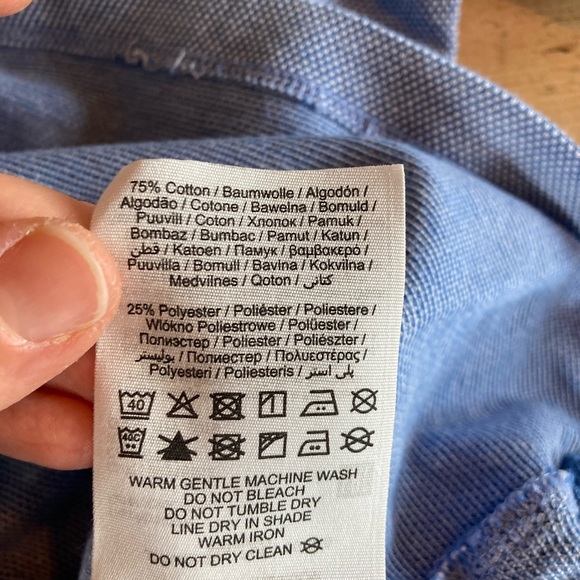 75% Cotton / Baumwolle / Algodón /
Algodão / Cotone / Bawełna / Bomuld /
Puuvill / Coton / Хлопок / Pamuk /
Bombaz / Bumbac / Pamut / Katun /
قطن / Katoen / Памук / βαμβακερό /
Puuvilla / Bomull / Bavlna / Kokvilna /
Medvilnes / Qoton / کتانی
25% Polyester / Poliéster / Poliestere /
Włókno Poliestrowe / Polüester /
Полиэстер / Poliester / Poliészter /
بوليستر / Полиестер / Πολυεστέρας /
Polyesteri / Poliesteris / پلی استر
40
40C
WARM GENTLE MACHINE WASH
DO NOT BLEACH
DO NOT TUMBLE DRY
LINE DRY IN SHADE
WARM IRON
DO NOT DRY CLEAN